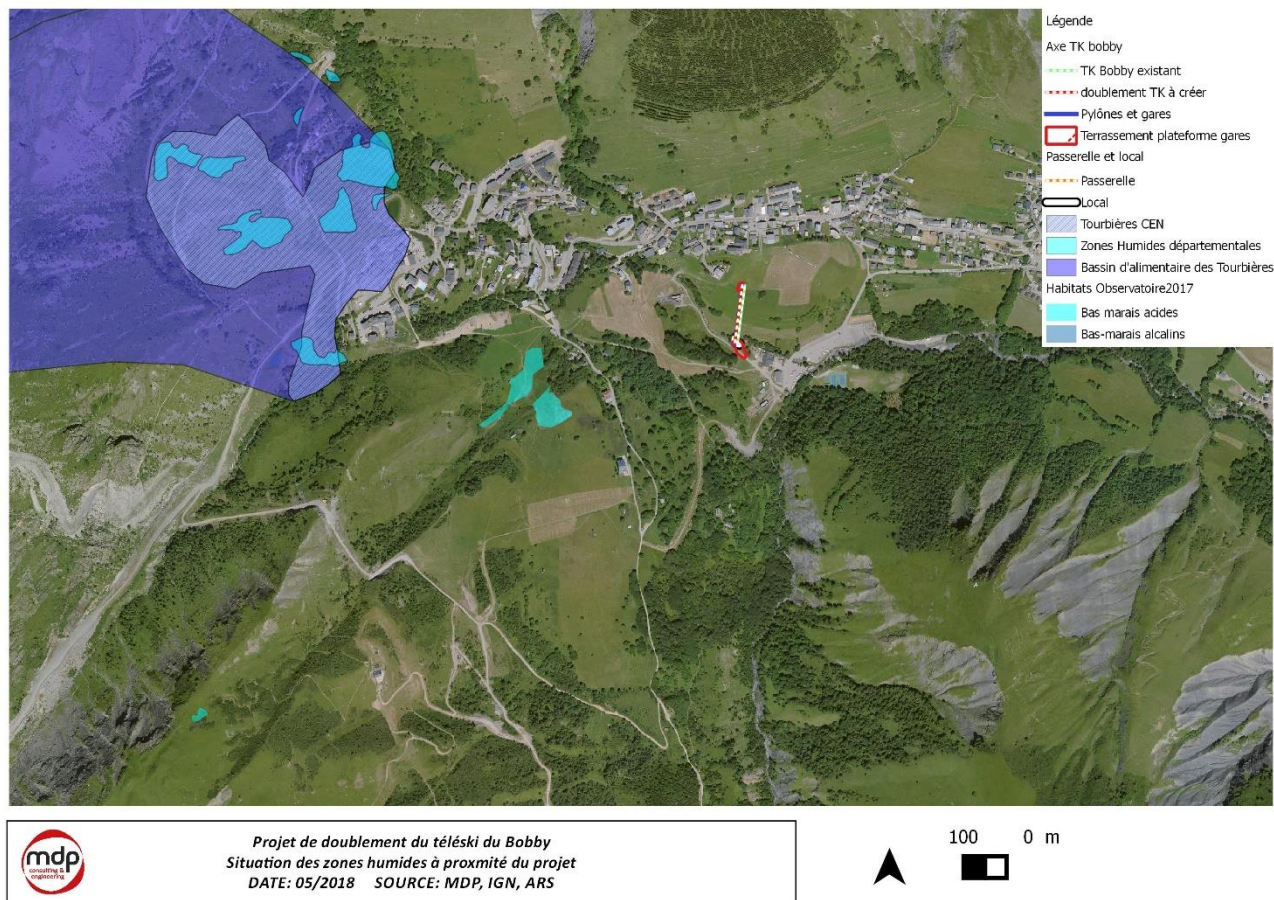 Légende
Axe TK bobby
TK Bobby existant
doublement TK à créer
Pylônes et gares
Terrassement plateforme gares
Passerelle et local
Passerelle
Local
Tourbières CEN
Zones Humides départementales
Bassin d'alimentaire des Tourbières
Habitats Observatoire2017
Bas marais acides
Bas-marais alcalins
mdp
consulting &
engineering
Projet de doublement du téléski du Bobby
Situation des zones humides à proxmité du projet
DATE: 05/2018 SOURCE: MDP, IGN, ARS
100 0 m